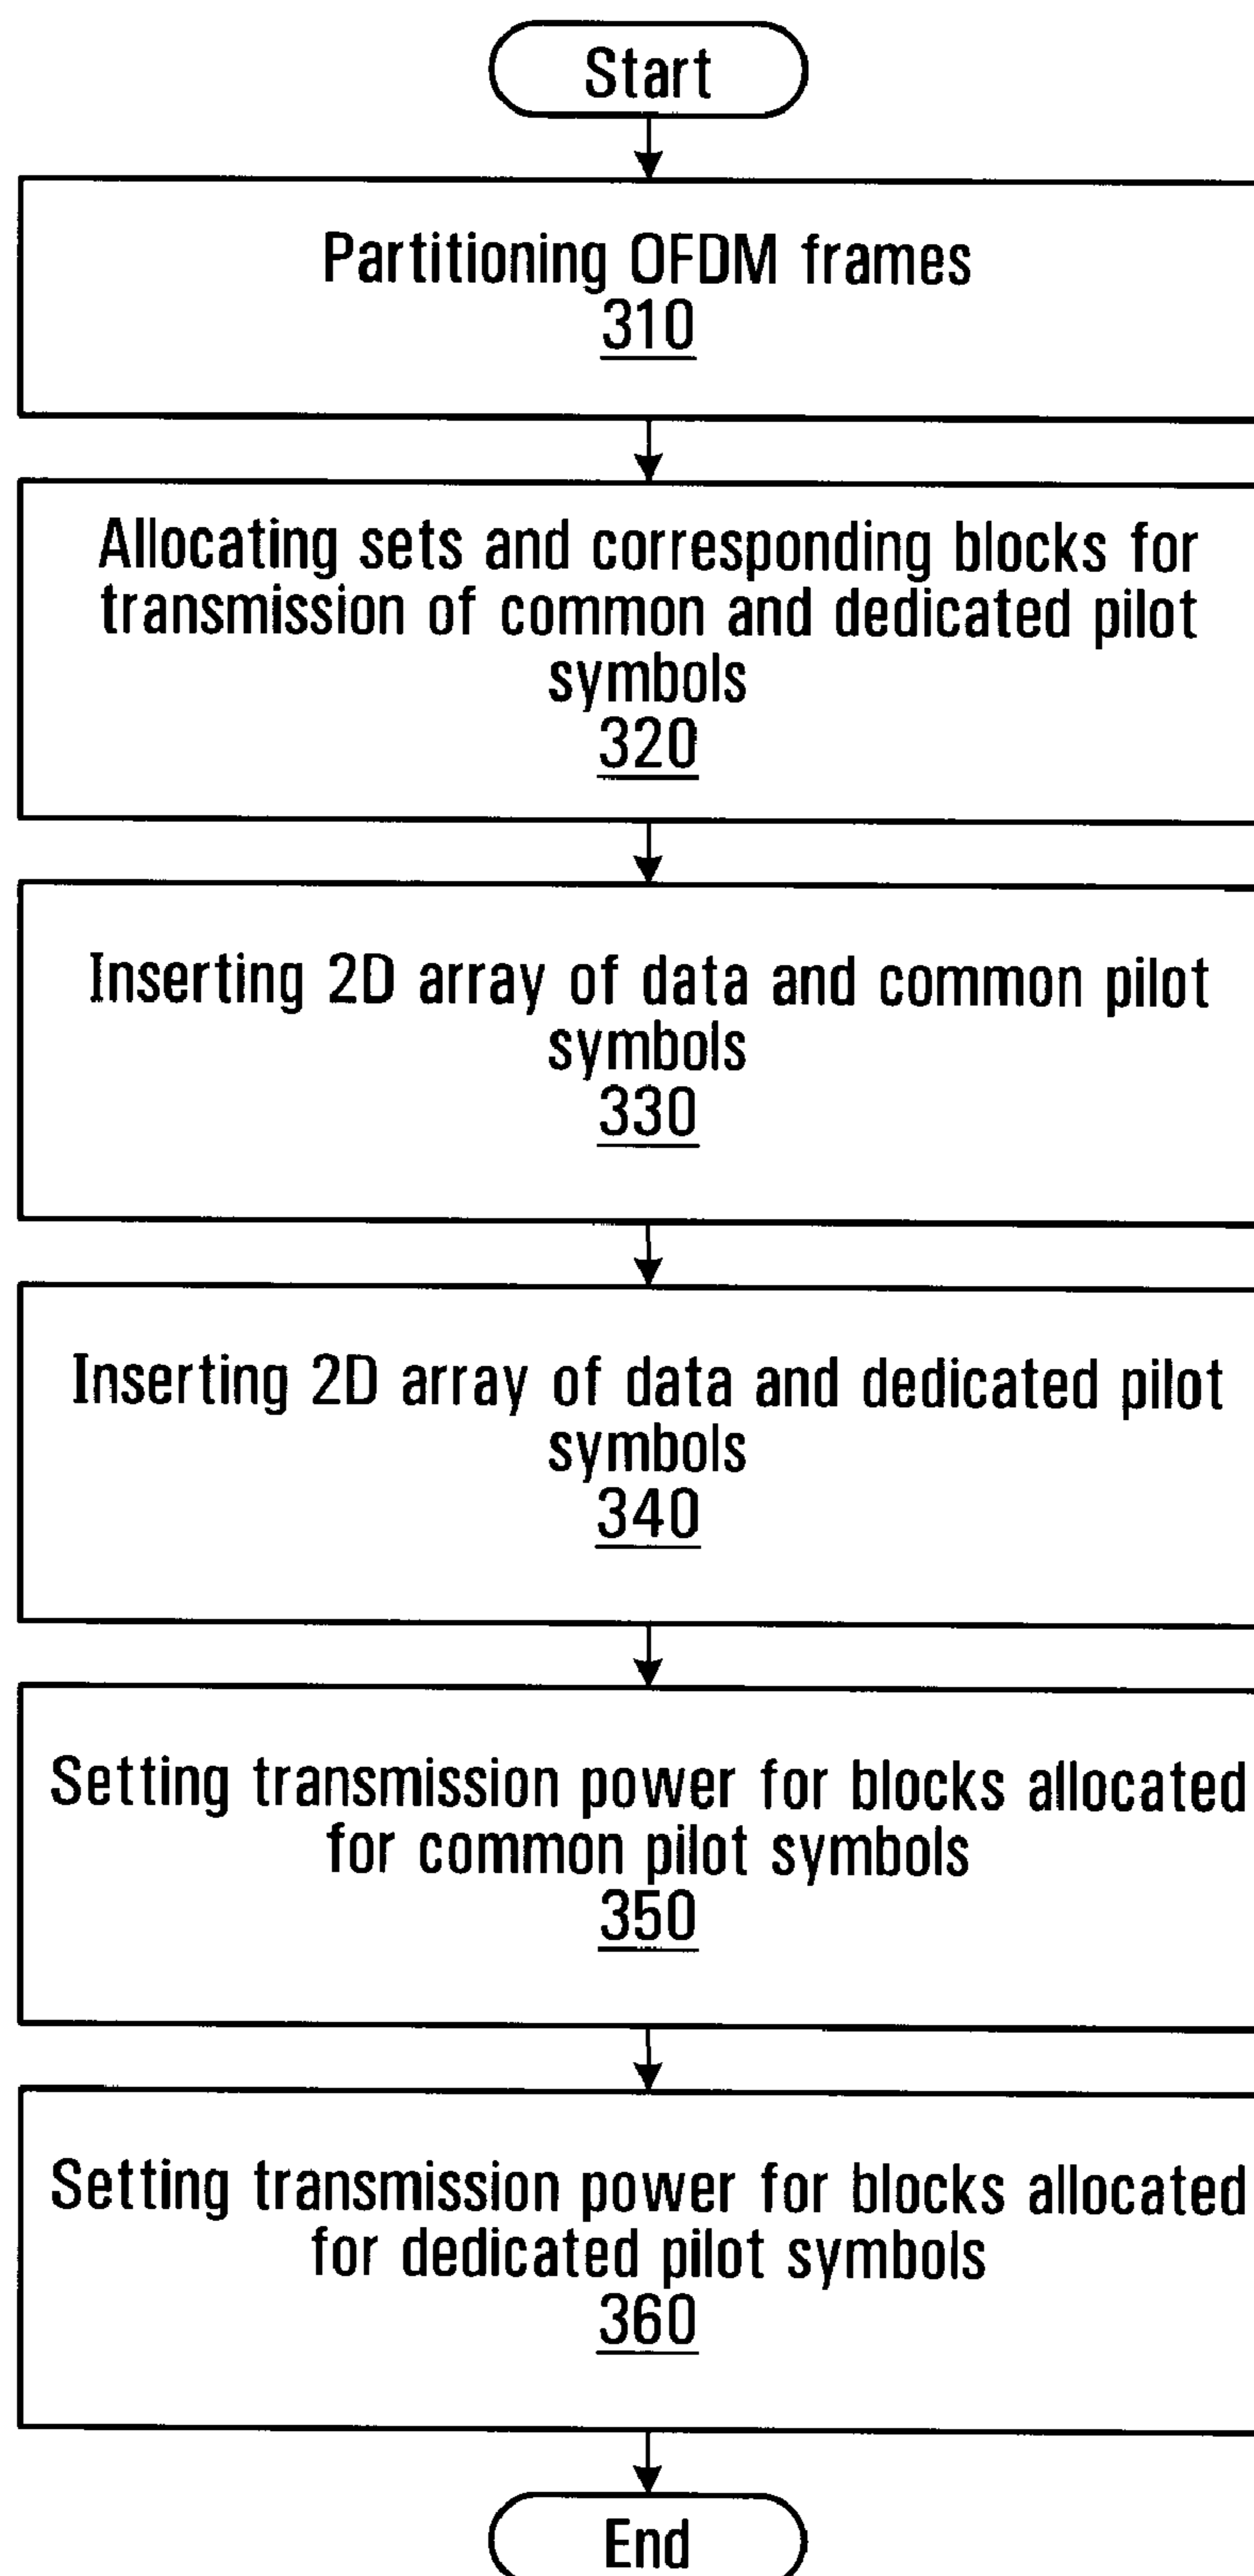 Start
Partitioning OFDM frames
310
Allocating sets and corresponding blocks for
transmission of common and dedicated pilot
symbols
320
Inserting 2D array of data and common pilot
symbols
330
Inserting 2D array of data and dedicated pilot
symbols
340
Setting transmission power for blocks allocated
for common pilot symbols
350
Setting transmission power for blocks allocated
for dedicated pilot symbols
360
End